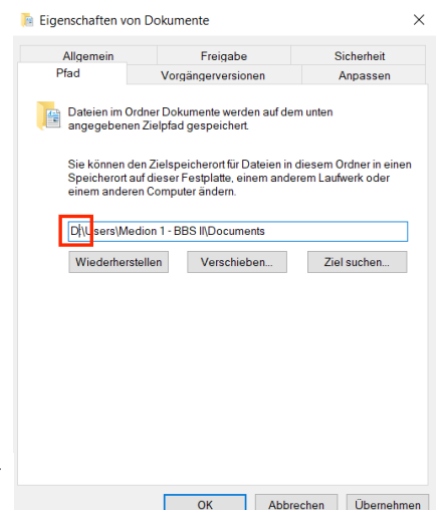 Eigenschaften von Dokumente
Allgemein Freigabe Sicherheit
Pfad Vorgängerversionen Anpassen
Dateien im Ordner Dokumente werden auf dem unten
angegebenen Zielpfad gespeichert.
Sie können den Zielspeicherort für Dateien in diesem Ordner in einen
Speicherort auf dieser Festplatte, einem anderem Laufwerk oder
einem anderen Computer ändern.
D:\Users\Medion 1 - BBS II\Documents
Wiederherstellen Verschieben... Ziel suchen...
OK Abbrechen Übernehmen